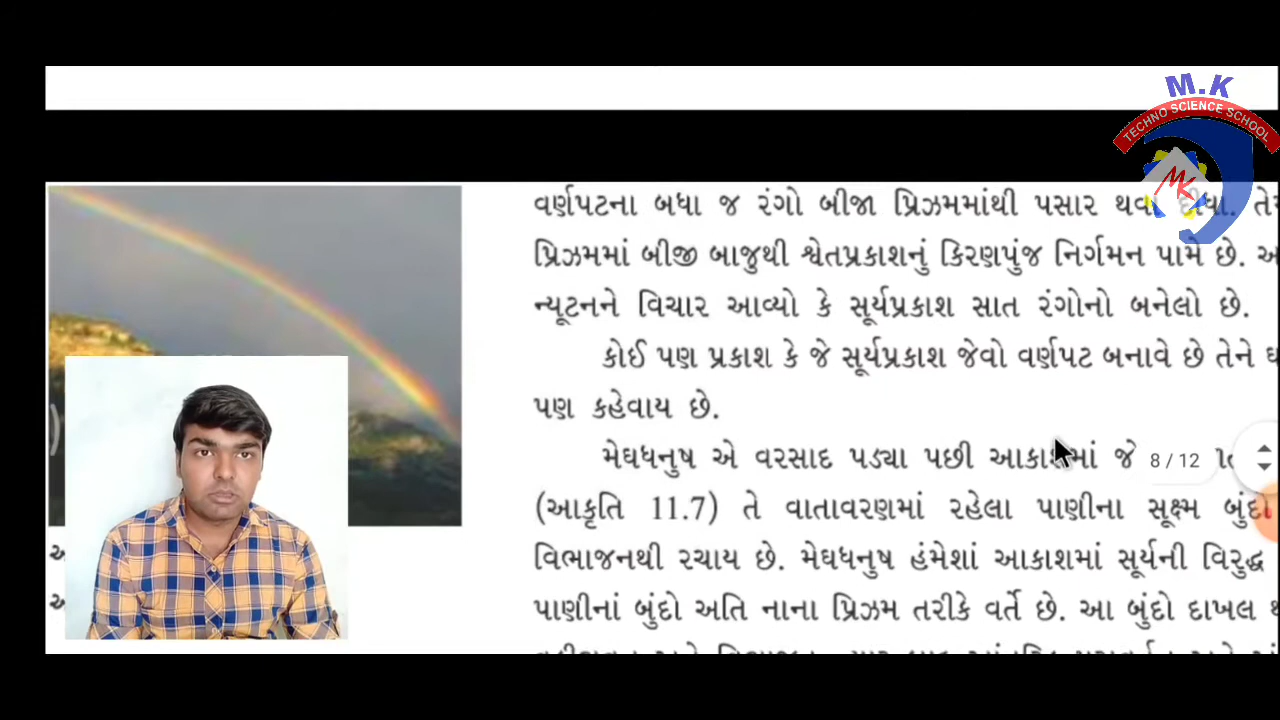 M.K
TECHNO SCIENCE SCHOOL
MK
વર્ણપટના બધા જ રંગો બીજા પ્રિઝમમાંથી પસાર થવા દીધા.
પ્રિઝમમાં બીજી બાજુથી શ્વેતપ્રકાશનું કિરણપુંજ નિર્ગમન પામે છે.
ન્યૂટનને વિચાર આવ્યો કે સૂર્યપ્રકાશ સાત રંગોનો બનેલો છે.
કોઈ પણ પ્રકાશ કે જે સૂર્યપ્રકાશ જેવો વર્ણપટ બનાવે છે તેને
પણ કહેવાય છે.
મેઘધનુષ એ વરસાદ પડ્યા પછી આકાશમાં જે
8 / 12
(આકૃતિ 11.7) તે વાતાવરણમાં રહેલા પાણીના સૂક્ષ્મ બુંદો
વિભાજનથી રચાય છે. મેઘધનુષ હંમેશાં આકાશમાં સૂર્યની વિરુદ્ધ
પાણીનાં બુંદો અતિ નાના પ્રિઝમ તરીકે વર્તે છે. આ બુંદો દાખલ